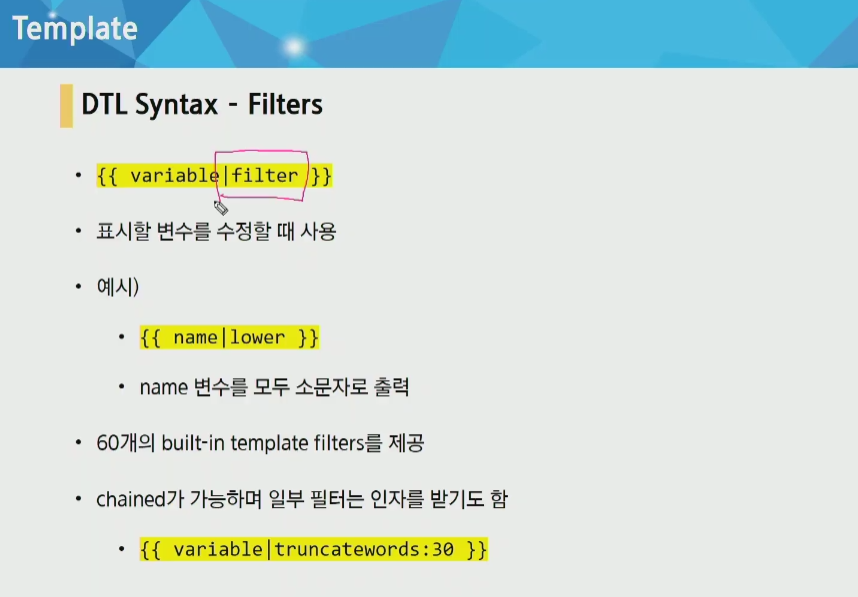 Template
DTL Syntax - Filters
• {{ variable|filter }}
• 표시할 변수를 수정할 때 사용
• 예시)
• {{ name|lower }}
• name 변수를 모두 소문자로 출력
• 60개의 built-in template filters를 제공
• chained가 가능하며 일부 필터는 인자를 받기도 함
• {{ variable|truncatewords:30 }}